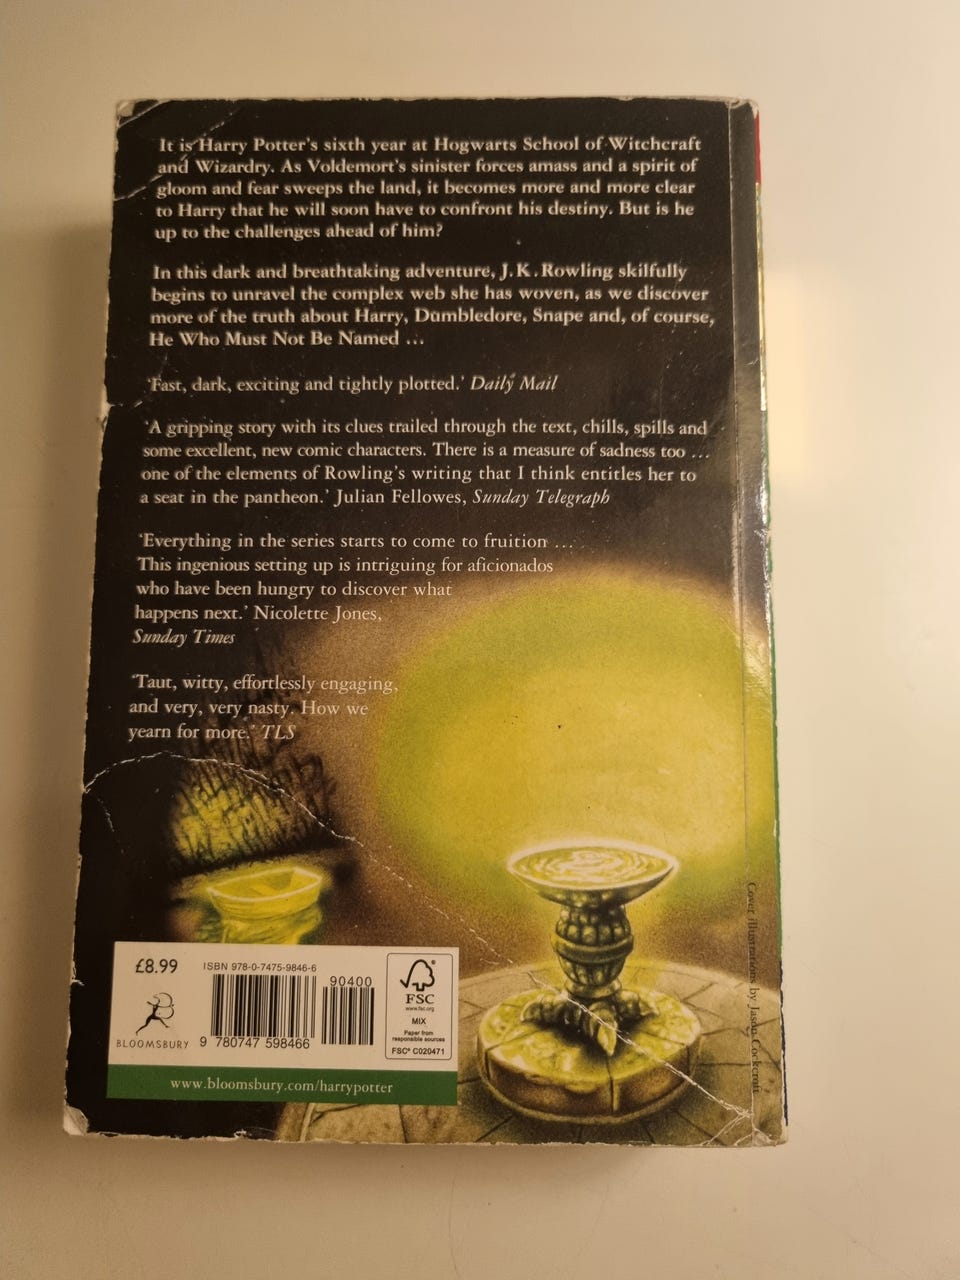 It is Harry Potter's sixth year at Hogwarts School of Witchcraft
and Wizardry. As Voldemort's sinister forces amass and a spirit of
gloom and fear sweeps the land, it becomes more and more clear
to Harry that he will soon have to confront his destiny. But is he
up to the challenges ahead of him?
In this dark and breathtaking adventure, J.K.Rowling skilfully
begins to unravel the complex web she has woven, as we discover
more of the truth about Harry, Dumbledore, Snape and, of course,
He Who Must Not Be Named ...
'Fast, dark, exciting and tightly plotted.' Daily Mail
'A gripping story with its clues trailed through the text, chills, spills and
some excellent, new comic characters. There is a measure of sadness too ...
one of the elements of Rowling's writing that I think entitles her to
a seat in the pantheon.' Julian Fellowes, Sunday Telegraph
'Everything in the series starts to come to fruition ...
This ingenious setting up is intriguing for aficionados
who have been hungry to discover what
happens next.' Nicolette Jones,
Sunday Times
'Taut, witty, effortlessly engaging,
and very, very nasty. How we
yearn for more.' TLS
Cover illustrations by Jason Cockcroft
£8.99
ISBN 978-0-7475-9846-6
90400
9 780747 598466
BLOOMSBURY
FSC
www.fsc.org
MIX
Paper from
responsible sources
FSC® C020471
www.bloomsbury.com/harrypotter